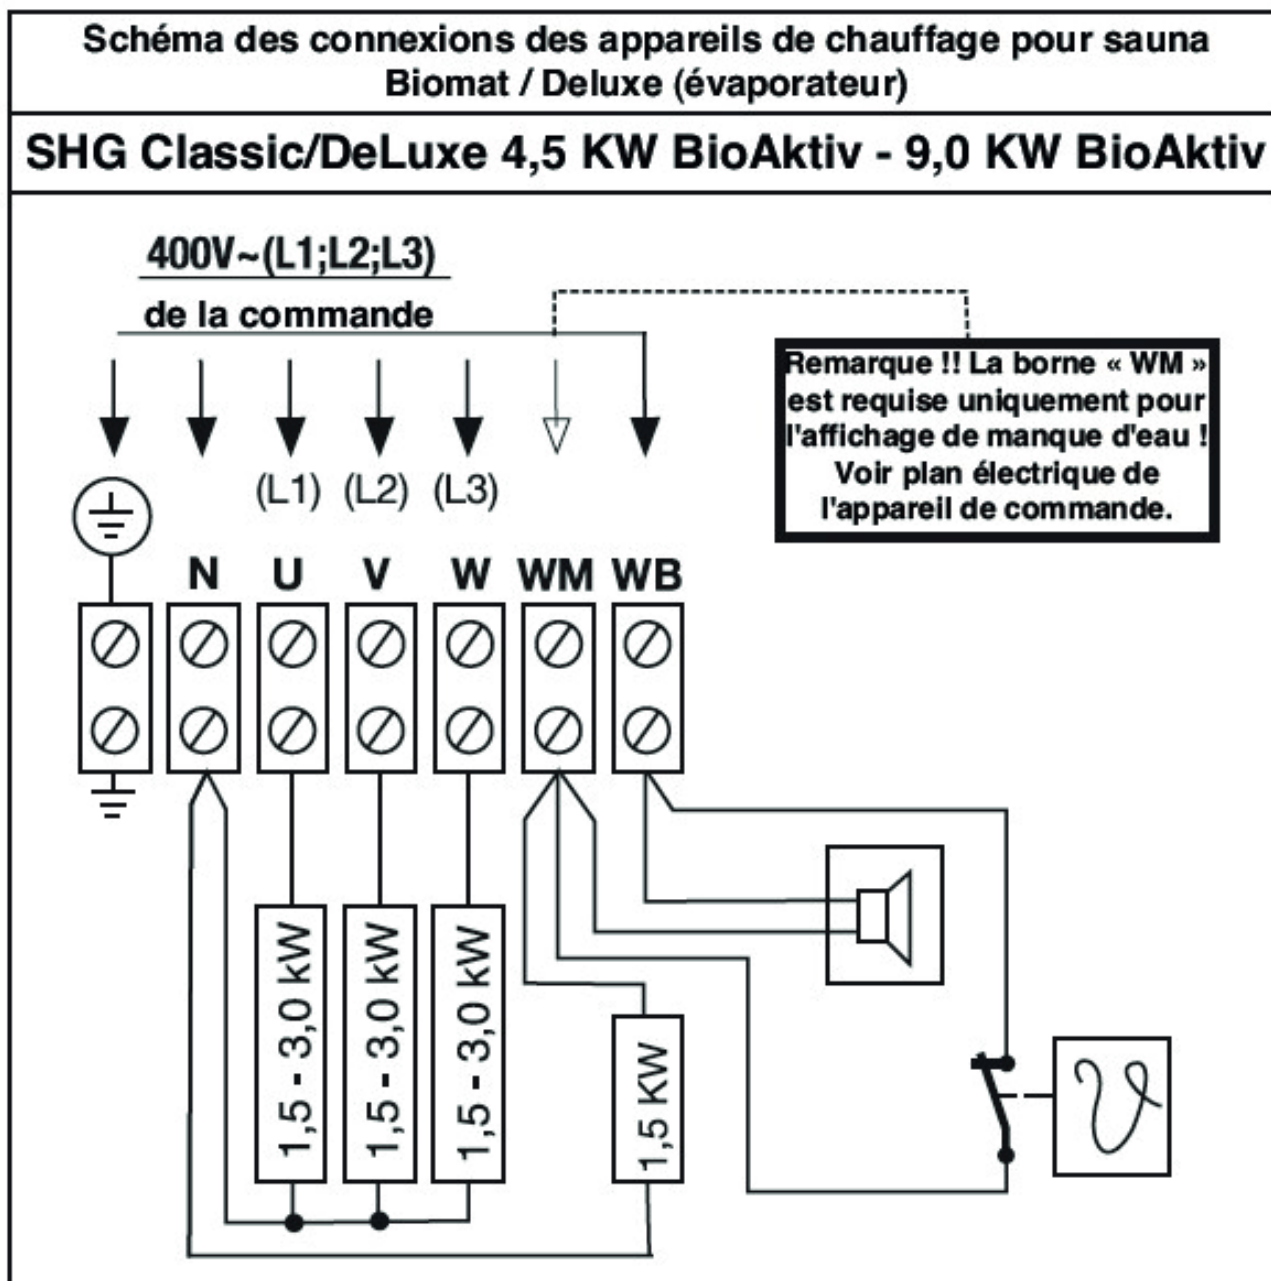 Schéma des connexions des appareils de chauffage pour sauna
Biomat / Deluxe (évaporateur)
SHG Classic/DeLuxe 4,5 KW BioAktiv - 9,0 KW BioAktiv
400V~(L1;L2;L3)
de la commande
Remarque !! La borne « WM »
est requise uniquement pour
l'affichage de manque d'eau !
Voir plan électrique de
l'appareil de commande.
(L1) (L2) (L3)
N U V W WM WB
1,5 - 3,0 kW
1,5 - 3,0 kW
1,5 - 3,0 kW
1,5 KW